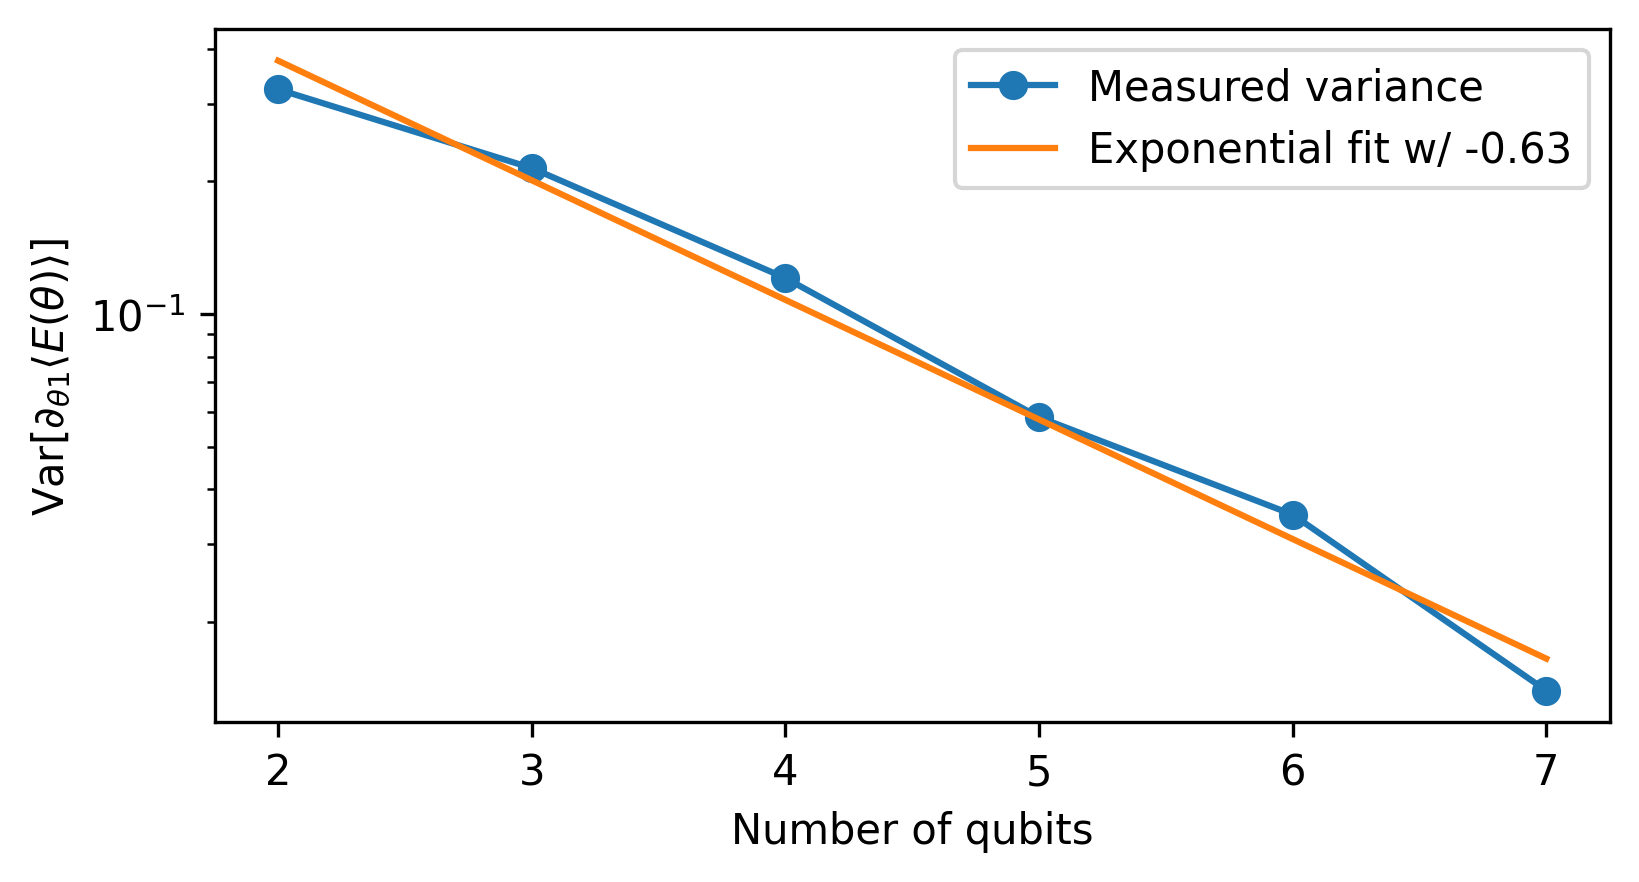 Measured variance
Exponential fit w/ -0.63
Var[∂θ1⟨E(θ)⟩]
10⁻¹
2 3 4 5 6 7
Number of qubits